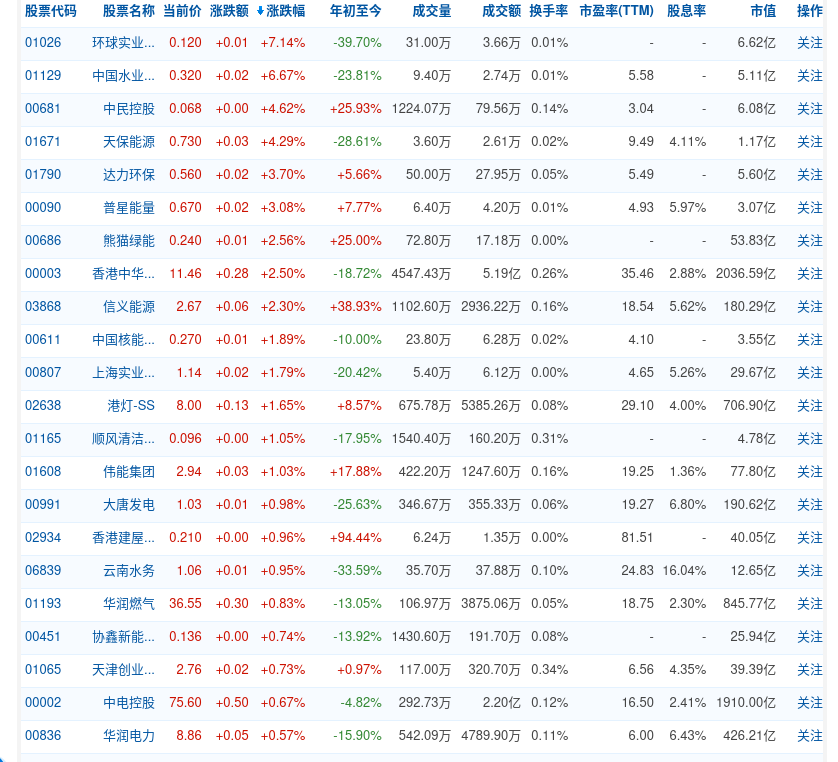 股票代码 股票名称 当前价 涨跌额 涨跌幅 年初至今 成交量 成交额 换手率 市盈率(TTM) 股息率 市值 操作
01026 环球实业... 0.120 +0.01 +7.14% -39.70% 31.00万 3.66万 0.01% - - 6.62亿 关注
01129 中国水业... 0.320 +0.02 +6.67% -23.81% 9.40万 2.74万 0.01% 5.58 - 5.11亿 关注
00681 中民控股 0.068 +0.00 +4.62% +25.93% 1224.07万 79.56万 0.14% 3.04 - 6.08亿 关注
01671 天保能源 0.730 +0.03 +4.29% -28.61% 3.60万 2.61万 0.02% 9.49 4.11% 1.17亿 关注
01790 达力环保 0.560 +0.02 +3.70% +5.66% 50.00万 27.95万 0.05% 5.49 - 5.60亿 关注
00090 普星能量 0.670 +0.02 +3.08% +7.77% 6.40万 4.20万 0.01% 4.93 5.97% 3.07亿 关注
00686 熊猫绿能 0.240 +0.01 +2.56% +25.00% 72.80万 17.18万 0.00% - - 53.83亿 关注
00003 香港中华... 11.46 +0.28 +2.50% -18.72% 4547.43万 5.19亿 0.26% 35.46 2.88% 2036.59亿 关注
03868 信义能源 2.67 +0.06 +2.30% +38.93% 1102.60万 2936.22万 0.16% 18.54 5.62% 180.29亿 关注
00611 中国核能... 0.270 +0.01 +1.89% -10.00% 23.80万 6.28万 0.02% 4.10 - 3.55亿 关注
00807 上海实业... 1.14 +0.02 +1.79% -20.42% 5.40万 6.12万 0.00% 4.65 5.26% 29.67亿 关注
02638 港灯-SS 8.00 +0.13 +1.65% +8.57% 675.78万 5385.26万 0.08% 29.10 4.00% 706.90亿 关注
01165 顺风清洁... 0.096 +0.00 +1.05% -17.95% 1540.40万 160.20万 0.31% - - 4.78亿 关注
01608 伟能集团 2.94 +0.03 +1.03% +17.88% 422.20万 1247.60万 0.16% 19.25 1.36% 77.80亿 关注
00991 大唐发电 1.03 +0.01 +0.98% -25.63% 346.67万 355.33万 0.06% 19.27 6.80% 190.62亿 关注
02934 香港建屋... 0.210 +0.00 +0.96% +94.44% 6.24万 1.35万 0.00% 81.51 - 40.05亿 关注
06839 云南水务 1.06 +0.01 +0.95% -33.59% 35.70万 37.88万 0.10% 24.83 16.04% 12.65亿 关注
01193 华润燃气 36.55 +0.30 +0.83% -13.05% 106.97万 3875.06万 0.05% 18.75 2.30% 845.77亿 关注
00451 协鑫新能... 0.136 +0.00 +0.74% -13.92% 1430.60万 191.70万 0.08% - - 25.94亿 关注
01065 天津创业... 2.76 +0.02 +0.73% +0.97% 117.00万 320.70万 0.34% 6.56 4.35% 39.39亿 关注
00002 中电控股 75.60 +0.50 +0.67% -4.82% 292.73万 2.20亿 0.12% 16.50 2.41% 1910.00亿 关注
00836 华润电力 8.86 +0.05 +0.57% -15.90% 542.09万 4789.90万 0.11% 6.00 6.43% 426.21亿 关注